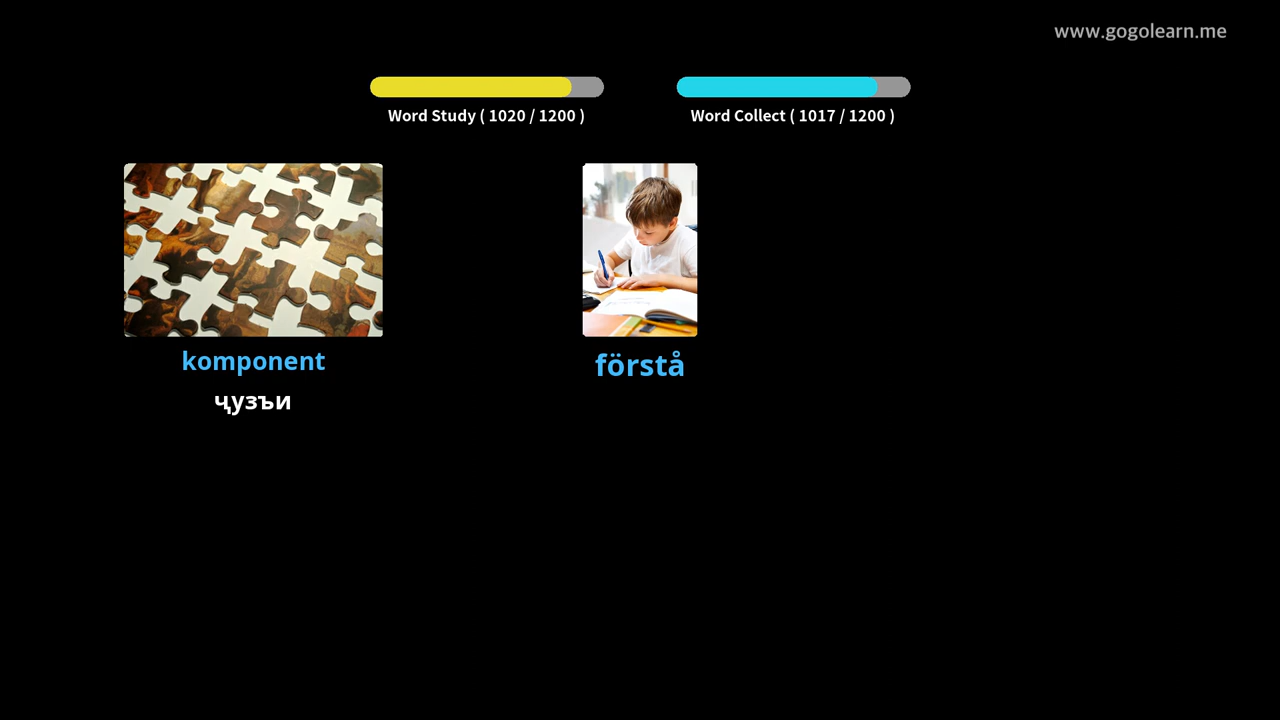 www.gogolearn.me
Word Study ( 1020 / 1200 )
Word Collect ( 1017 / 1200 )
komponent
ҷузъи
förstå